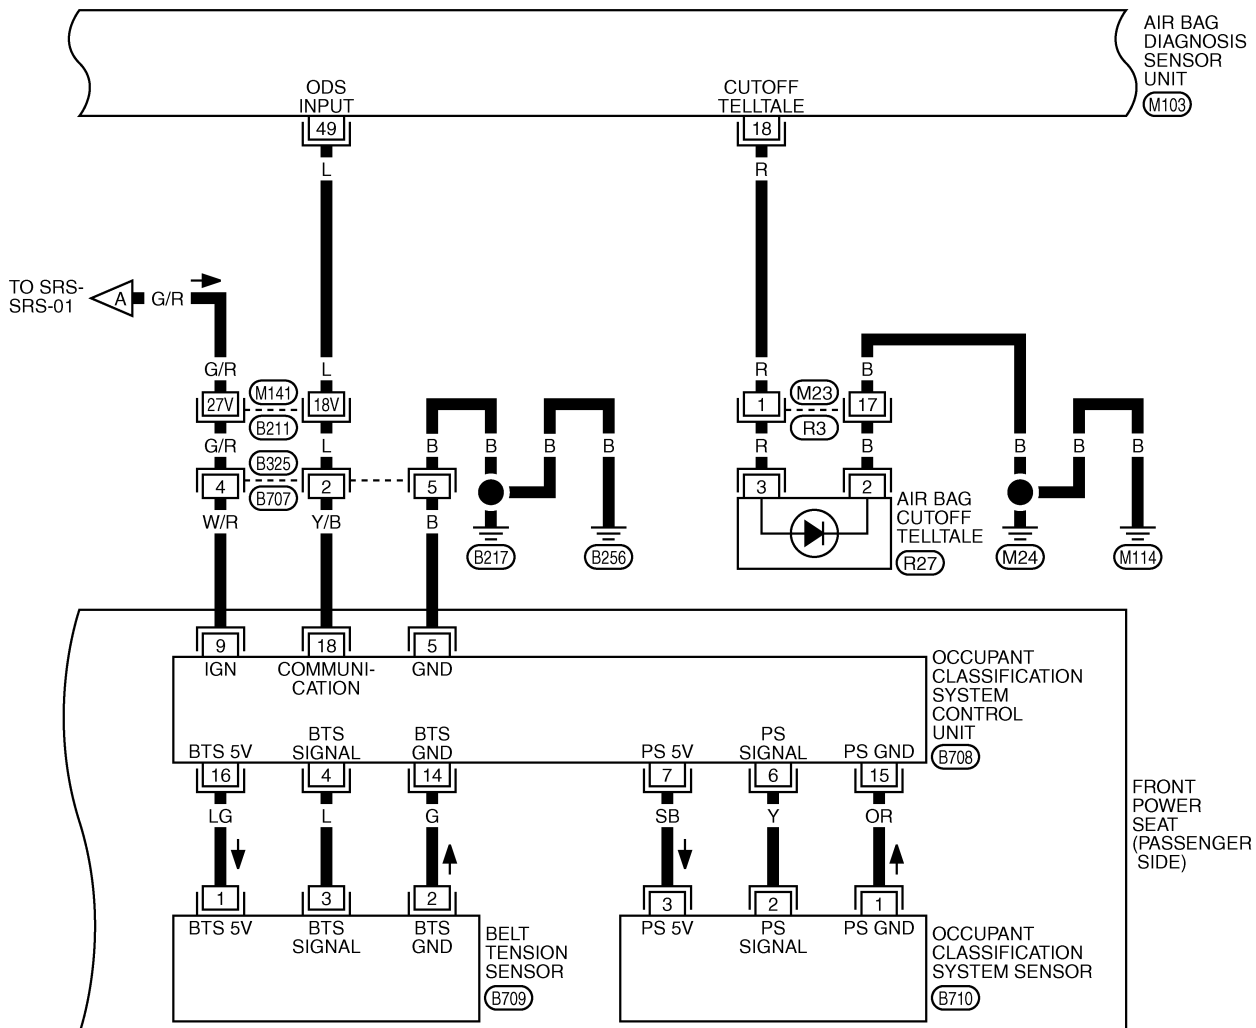 AIR BAG
DIAGNOSIS
SENSOR
UNIT
M103
ODS
INPUT
CUTOFF
TELLTALE
49
18
L
R
TO SRS-
SRS-01
A
G/R
G/R
L
R
B
27V
M141
B211
18V
1
M23
R3
17
G/R
L
B
B
B
B
R
B
B
B
B
4
B325
B707
2
5
3
2
W/R
Y/B
B
B217
B256
AIR BAG
CUTOFF
TELLTALE
R27
M24
M114
9
18
5
IGN
COMMUNI-
CATION
GND
OCCUPANT
CLASSIFICATION
SYSTEM
CONTROL
UNIT
B708
BTS 5V
BTS
SIGNAL
BTS
GND
PS 5V
PS
SIGNAL
PS GND
16
4
14
7
6
15
LG
L
G
SB
Y
OR
FRONT
POWER
SEAT
(PASSENGER
SIDE)
1
3
2
3
2
1
BTS 5V
BTS
SIGNAL
BTS
GND
BELT
TENSION
SENSOR
B709
PS 5V
PS
SIGNAL
PS GND
OCCUPANT
CLASSIFICATION
SYSTEM SENSOR
B710